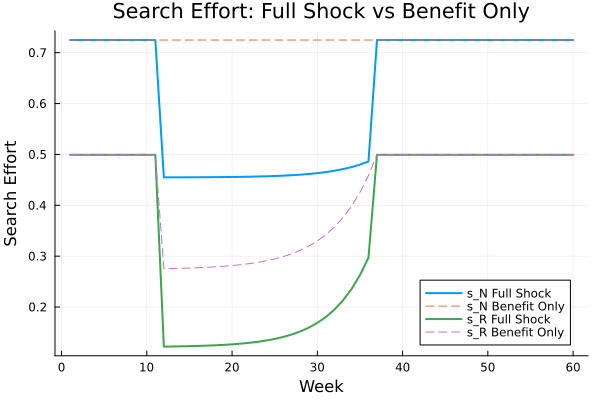 Search Effort: Full Shock vs Benefit Only
Search Effort
0.7
0.6
0.5
0.4
0.3
0.2
s_N Full Shock
s_N Benefit Only
s_R Full Shock
s_R Benefit Only
0
10
20
30
40
50
60
Week